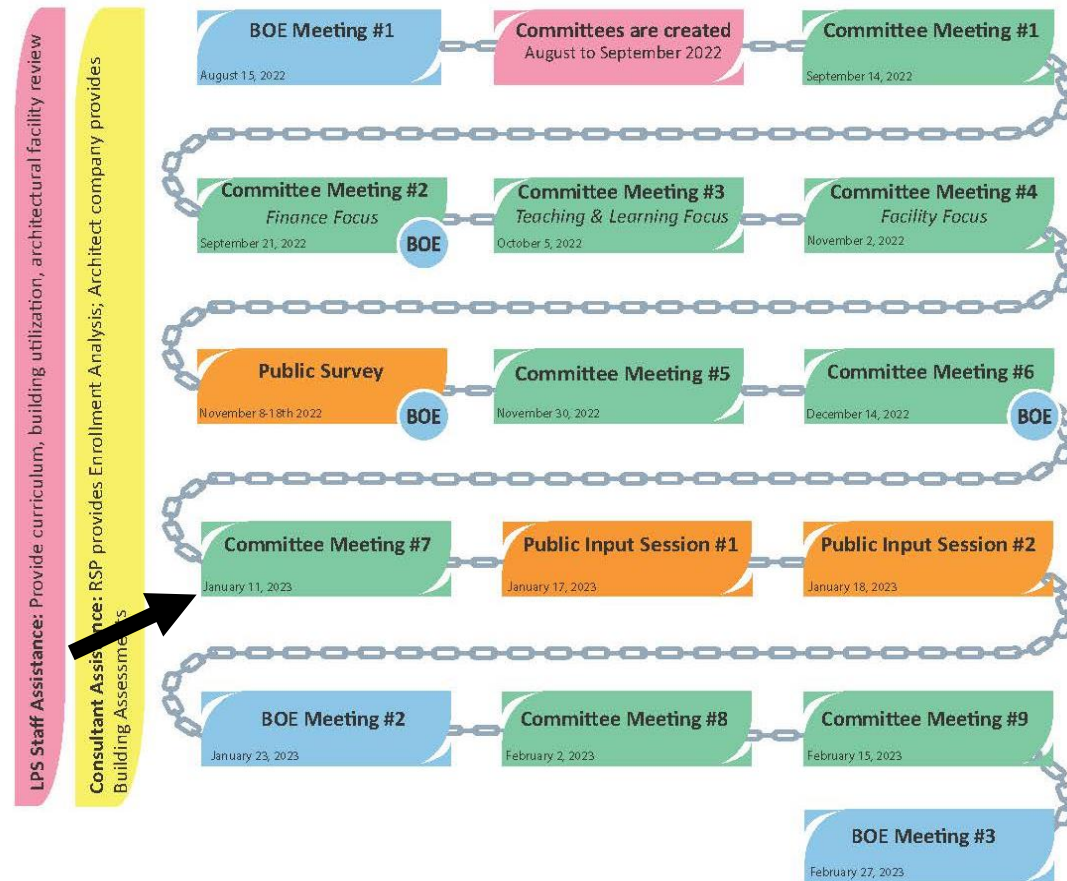 LPS Staff Assistance: Provide curriculum, building utilization, architectural facility review
Consultant Assistance: RSP provides Enrollment Analysis; Architect company provides
Building Assessments
BOE Meeting #1
August 15, 2022
Committees are created
August to September 2022
Committee Meeting #1
September 14, 2022
Committee Meeting #2
Finance Focus
September 21, 2022
BOE
Committee Meeting #3
Teaching & Learning Focus
October 5, 2022
Committee Meeting #4
Facility Focus
November 2, 2022
Public Survey
November 8-18th 2022
BOE
Committee Meeting #5
November 30, 2022
Committee Meeting #6
December 14, 2022
BOE
Committee Meeting #7
January 11, 2023
Public Input Session #1
January 17, 2023
Public Input Session #2
January 18, 2023
BOE Meeting #2
January 23, 2023
Committee Meeting #8
February 2, 2023
Committee Meeting #9
February 15, 2023
BOE Meeting #3
February 27, 2023